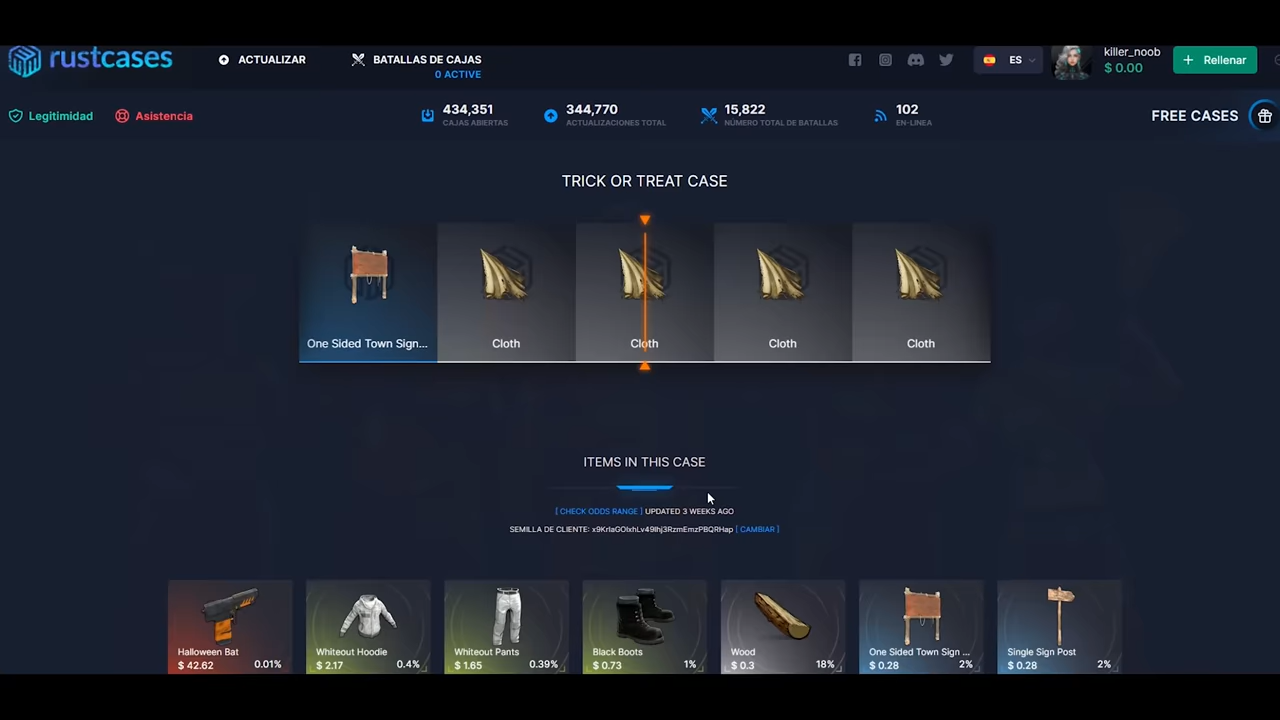 rustcases
ACTUALIZAR
BATALLAS DE CAJAS
0 ACTIVE
ES
killer_noob
$ 0.00
Rellenar
Legitimidad
Asistencia
434,351
CAJAS ABIERTAS
344,770
ACTUALIZACIONES TOTAL
15,822
NÚMERO TOTAL DE BATALLAS
102
EN-LINEA
FREE CASES
TRICK OR TREAT CASE
One Sided Town Sign...
Cloth
Cloth
Cloth
Cloth
ITEMS IN THIS CASE
[ CHECK ODDS RANGE ] UPDATED 3 WEEKS AGO
SEMILLA DE CLIENTE: [ CAMBIAR ]
Halloween Bat
$ 42.62 0.01%
Whiteout Hoodie
$ 2.17 0.4%
Whiteout Pants
$ 1.65 0.39%
Black Boots
$ 0.73 1%
Wood
$ 0.3 18%
One Sided Town Sign ...
$ 0.28 2%
Single Sign Post
$ 0.28 2%